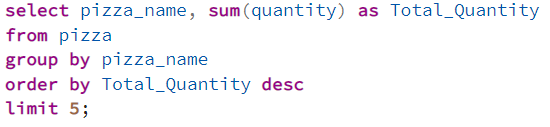 select pizza_name, sum(quantity) as Total_Quantity
from pizza
group by pizza_name
order by Total_Quantity desc
limit 5;